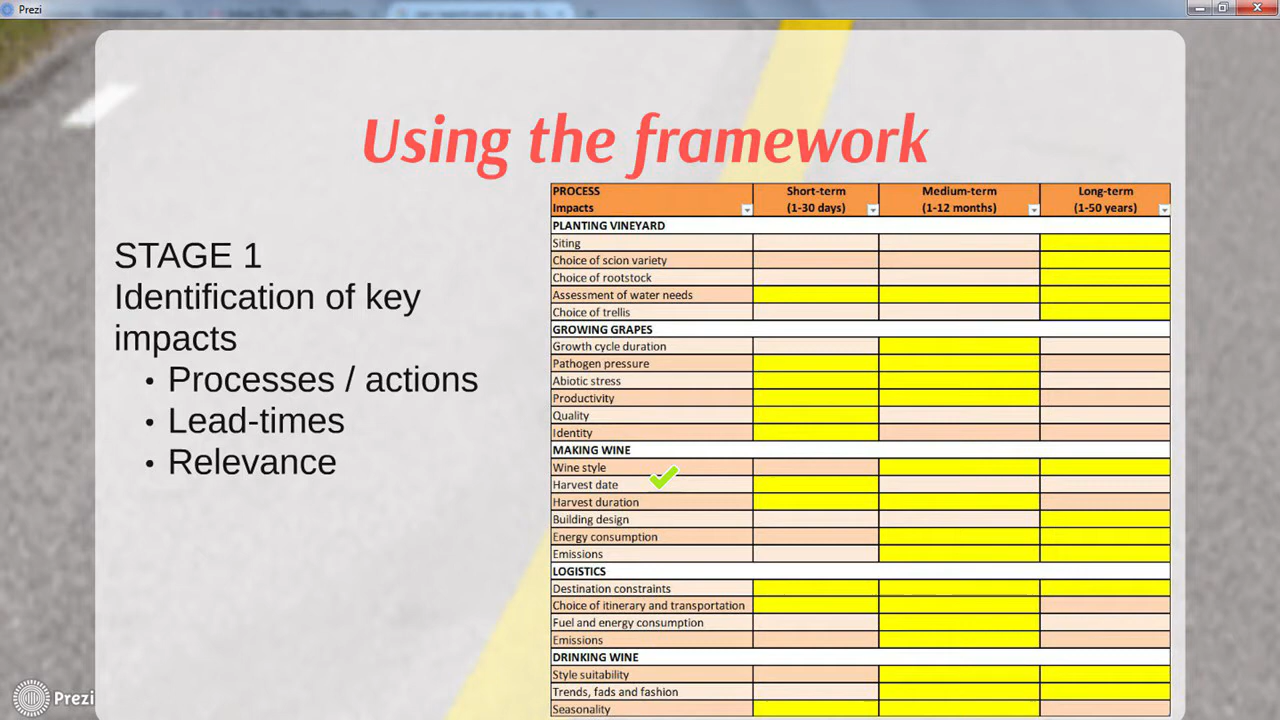 Prezi
Using the framework
STAGE 1
Identification of key
impacts
• Processes / actions
• Lead-times
• Relevance
PROCESS Short-term Medium-term Long-term
Impacts (1-30 days) (1-12 months) (1-50 years)
PLANTING VINEYARD
Siting
Choice of scion variety
Choice of rootstock
Assessment of water needs
Choice of trellis
GROWING GRAPES
Growth cycle duration
Pathogen pressure
Abiotic stress
Productivity
Quality
Identity
MAKING WINE
Wine style
Harvest date
Harvest duration
Building design
Energy consumption
Emissions
LOGISTICS
Destination constraints
Choice of itinerary and transportation
Fuel and energy consumption
Emissions
DRINKING WINE
Style suitability
Trends, fads and fashion
Seasonality
Prezi